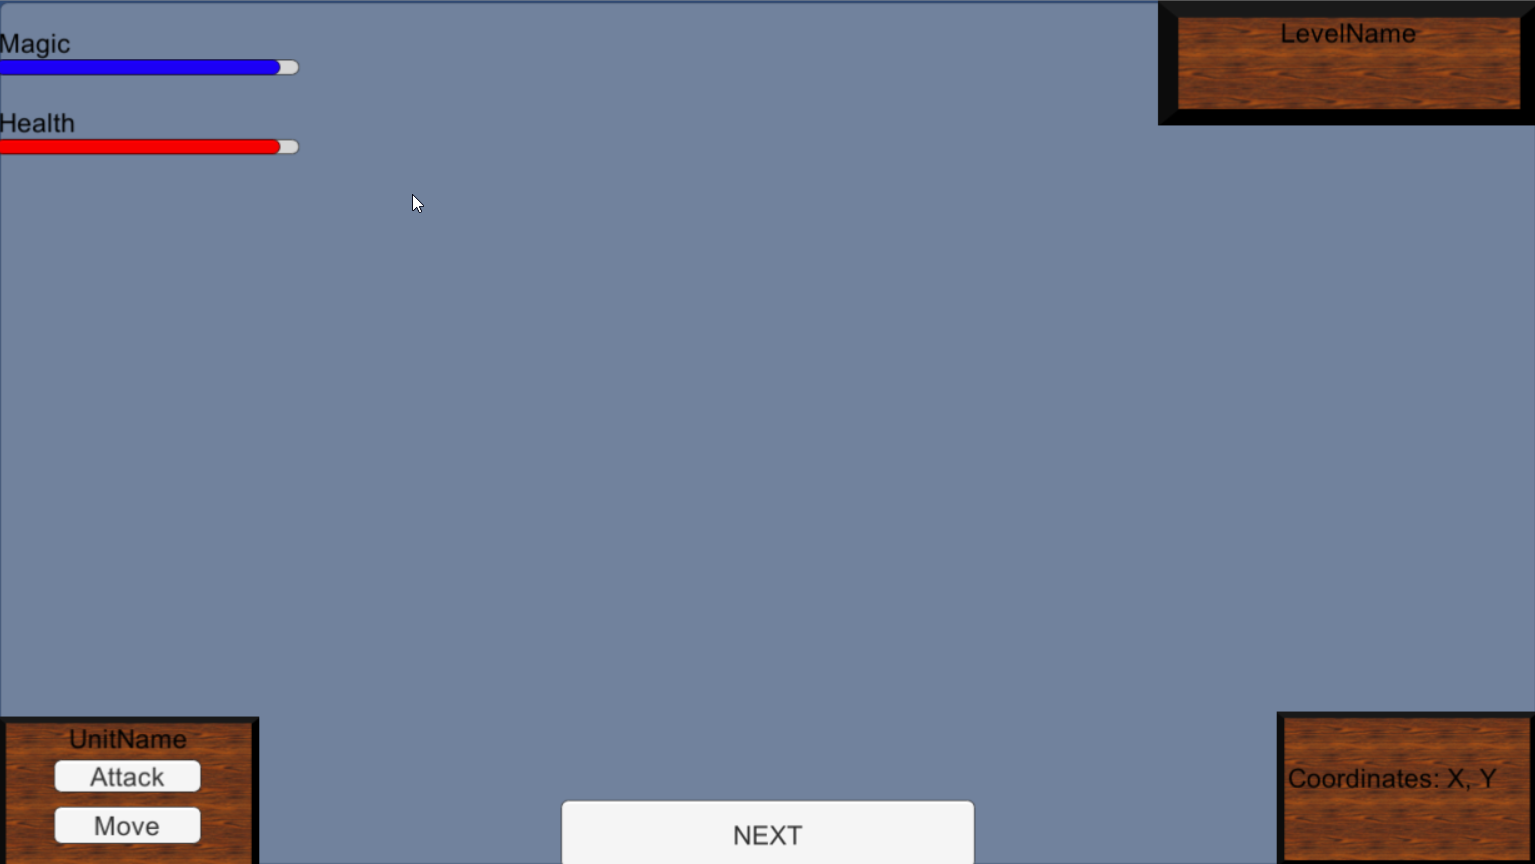 Magic
LevelName
Health
UnitName
Attack
Coordinates: X, Y
Move
NEXT